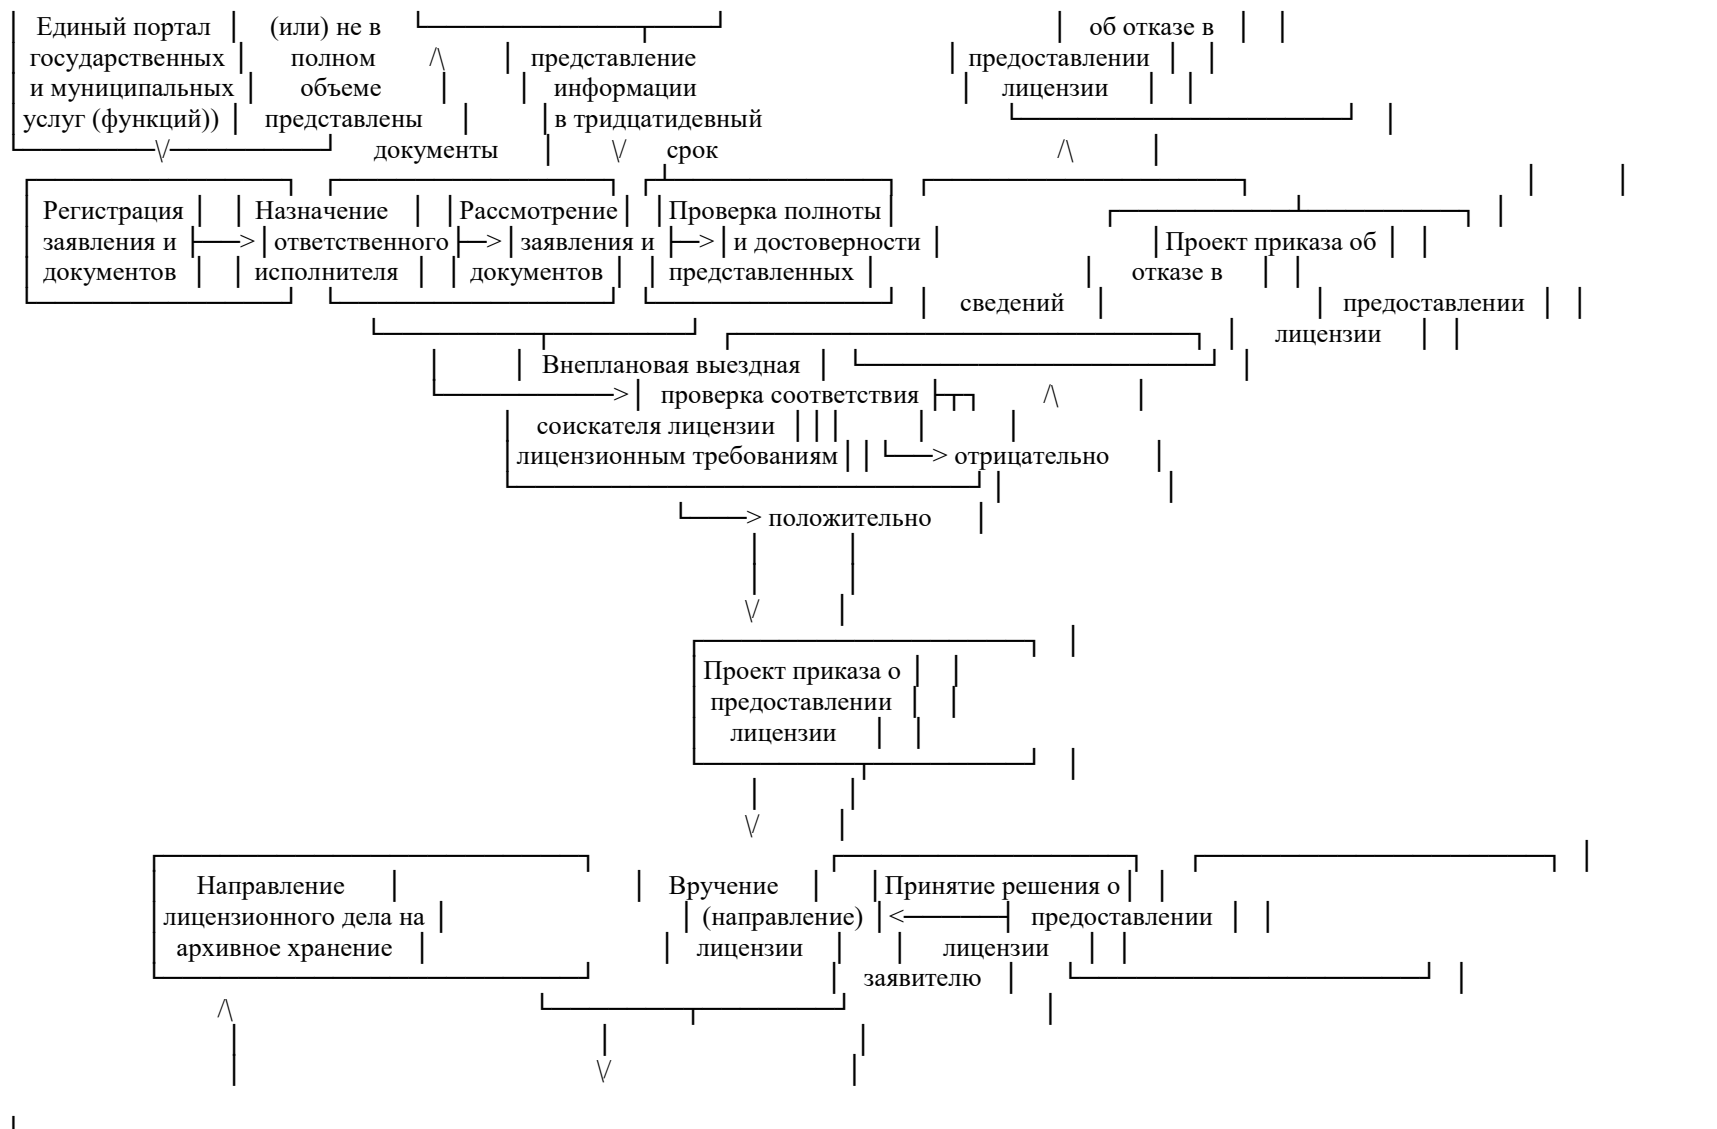 Единый портал (или) не в об отказе в
государственных полном представление предоставлении
и муниципальных объеме информации лицензии
услуг (функций)) представлены в тридцатидевный
документы срок
Регистрация Назначение Рассмотрение Проверка полноты
заявления и ответственного заявления и и достоверности Проект приказа об
документов исполнителя документов представленных отказе в
сведений предоставлении
лицензии
Внеплановая выездная
проверка соответствия
соискателя лицензии
лицензионным требованиям отрицательно
положительно
Проект приказа о
предоставлении
лицензии
Направление Вручение Принятие решения о
лицензионного дела на (направление) предоставлении
архивное хранение лицензии лицензии
заявителю